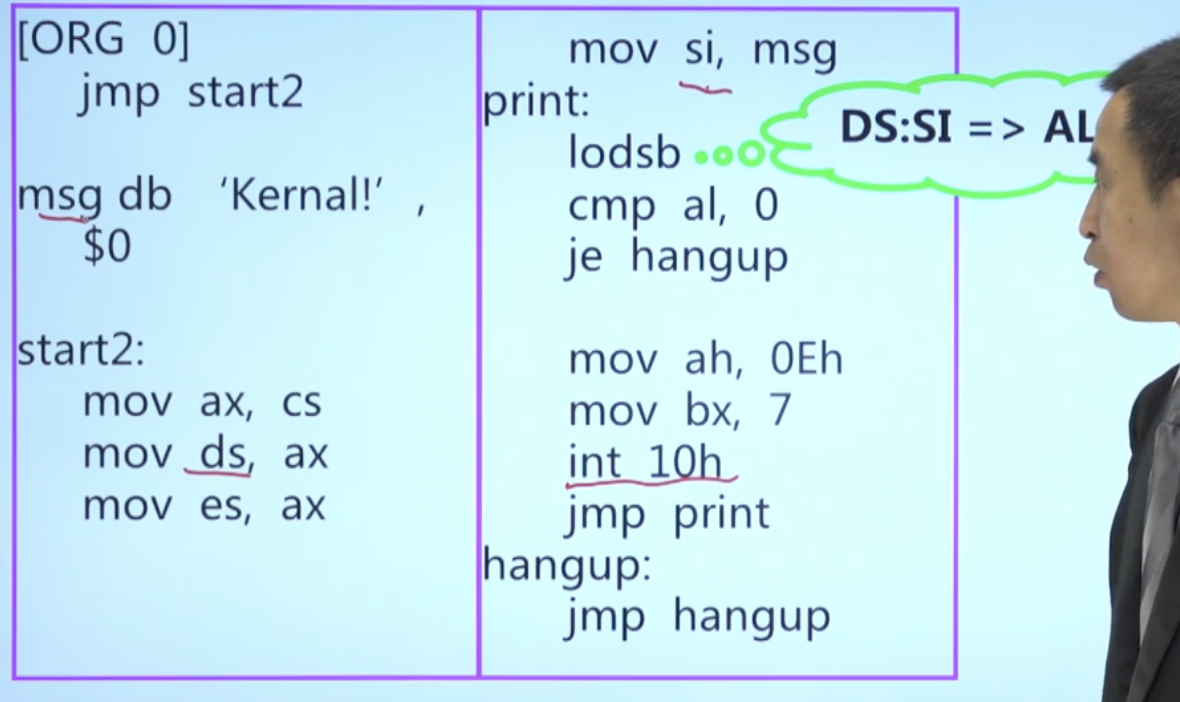 [ORG 0]
jmp start2
msg db ‘Kernal!’ ,
$0
start2:
mov ax, cs
mov ds, ax
mov es, ax
mov si, msg
print:
lodsb
DS:SI => AL
cmp al, 0
je hangup
mov ah, 0Eh
mov bx, 7
int 10h
jmp print
hangup:
jmp hangup